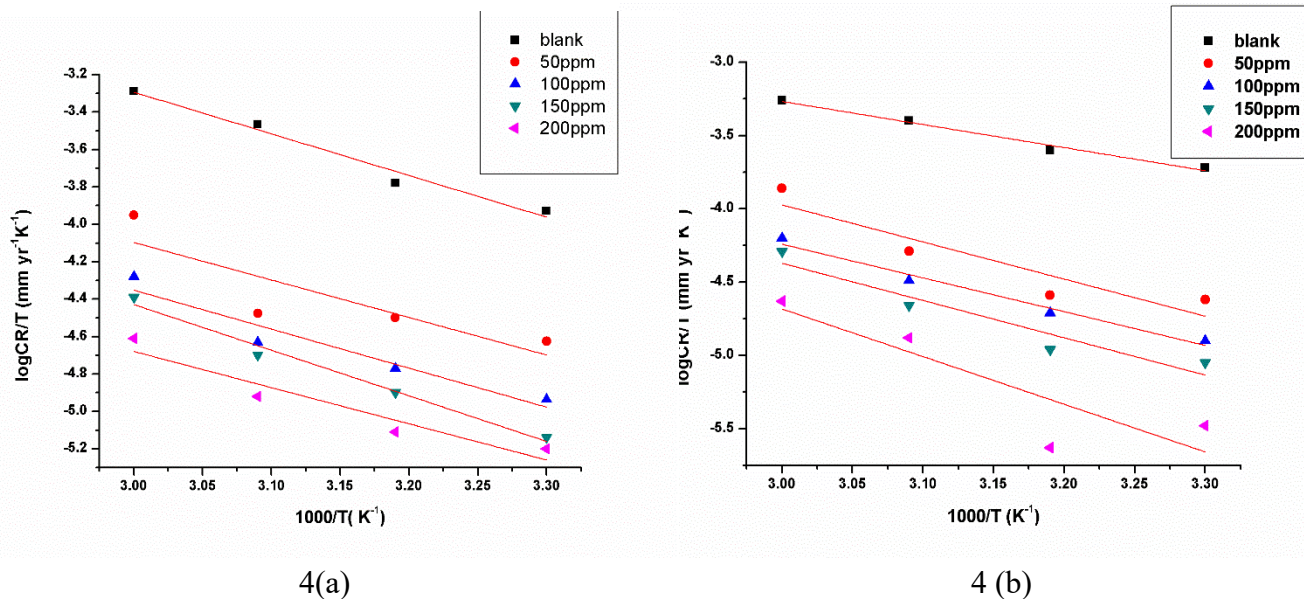 blank
50ppm
100ppm
150ppm
200ppm
-3.2
-3.4
-3.6
-3.8
-4.0
-4.2
-4.4
-4.6
-4.8
-5.0
-5.2
logCR/T (mm yr⁻¹K⁻¹)
3.00 3.05 3.10 3.15 3.20 3.25 3.30
1000/T( K⁻¹)
4(a)
blank
50ppm
100ppm
150ppm
200ppm
-3.0
-3.5
-4.0
-4.5
-5.0
-5.5
logCR/T (mm yr⁻ K⁻)
3.00 3.05 3.10 3.15 3.20 3.25 3.30
1000/T (K⁻¹)
4 (b)